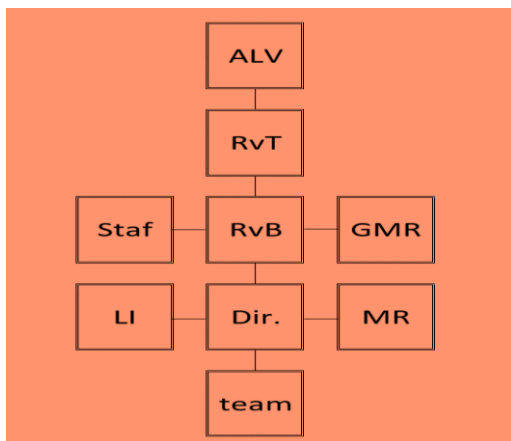 ALV
RvT
Staf
RvB
GMR
LI
Dir.
MR
team